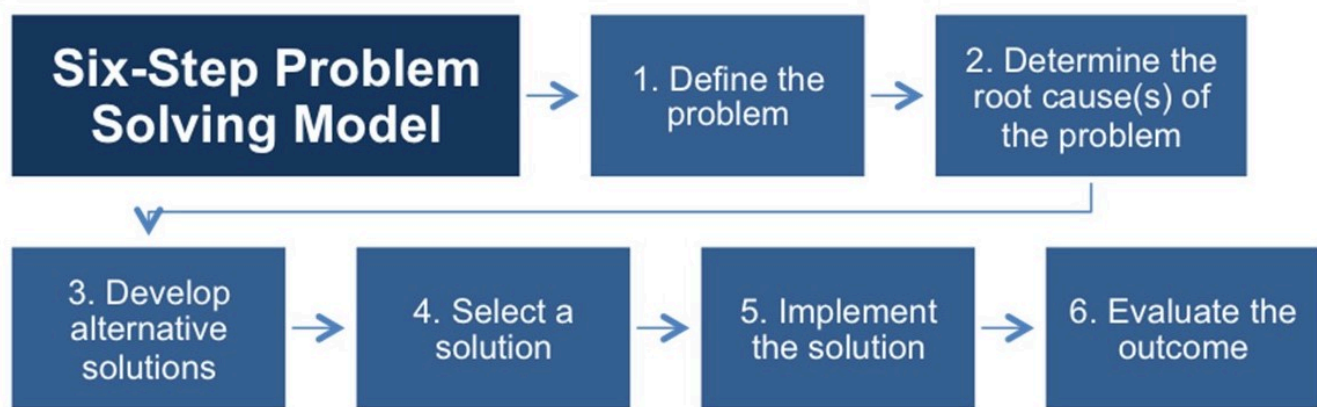 Six-Step Problem
Solving Model
1. Define the
problem
2. Determine the
root cause(s) of
the problem
3. Develop
alternative
solutions
4. Select a
solution
5. Implement
the solution
6. Evaluate the
outcome